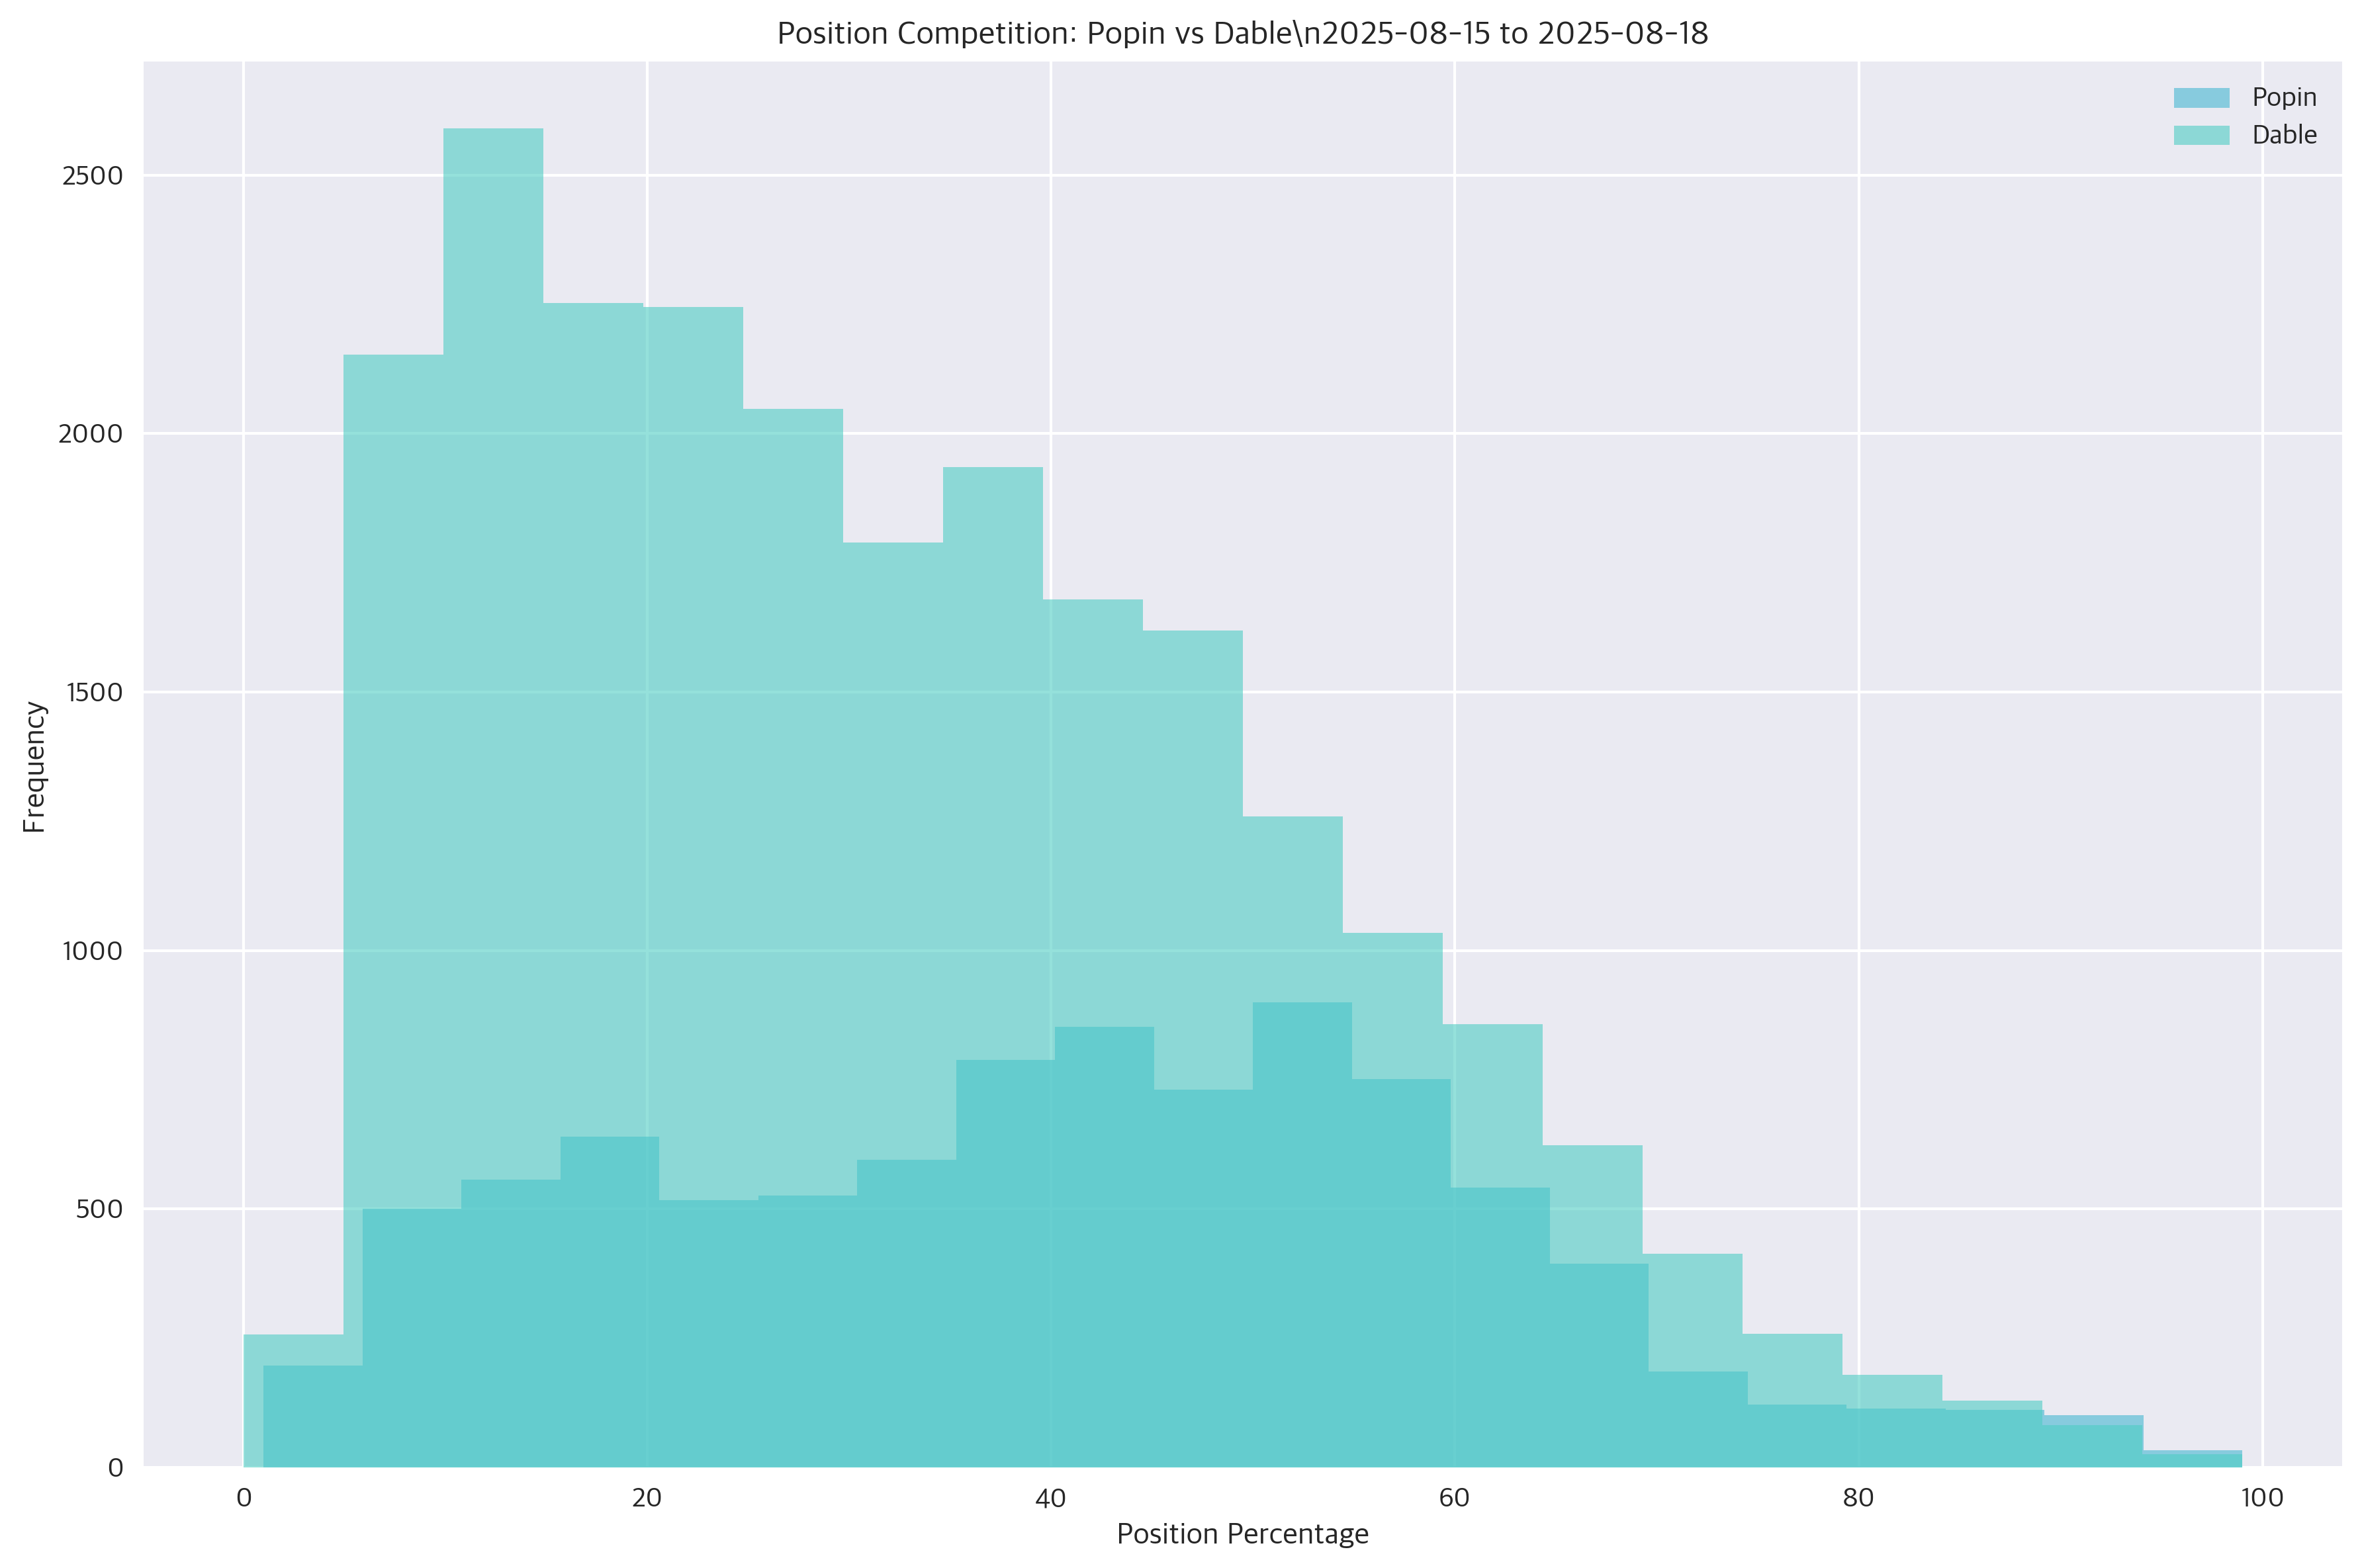 Position Competition: Popin vs Dable\n2025-08-15 to 2025-08-18
Popin
Dable
2500
2000
1500
1000
500
0
Frequency
0 20 40 60 80 100
Position Percentage